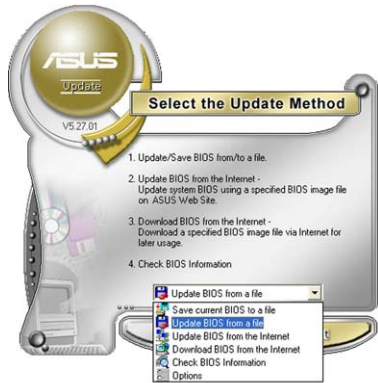 ASUS
Update
V5.27.01
Select the Update Method
1. Update/Save BIOS from/to a file.
2. Update BIOS from the Internet -
Update system BIOS using a specified BIOS image file
on ASUS Web Site.
3. Download BIOS from the Internet -
Download a specified BIOS image file via Internet for
later usage.
4. Check BIOS Information
Update BIOS from a file
Save current BIOS to a file
Update BIOS from a file
Update BIOS from the Internet
Download BIOS from the Internet
Check BIOS Information
Options